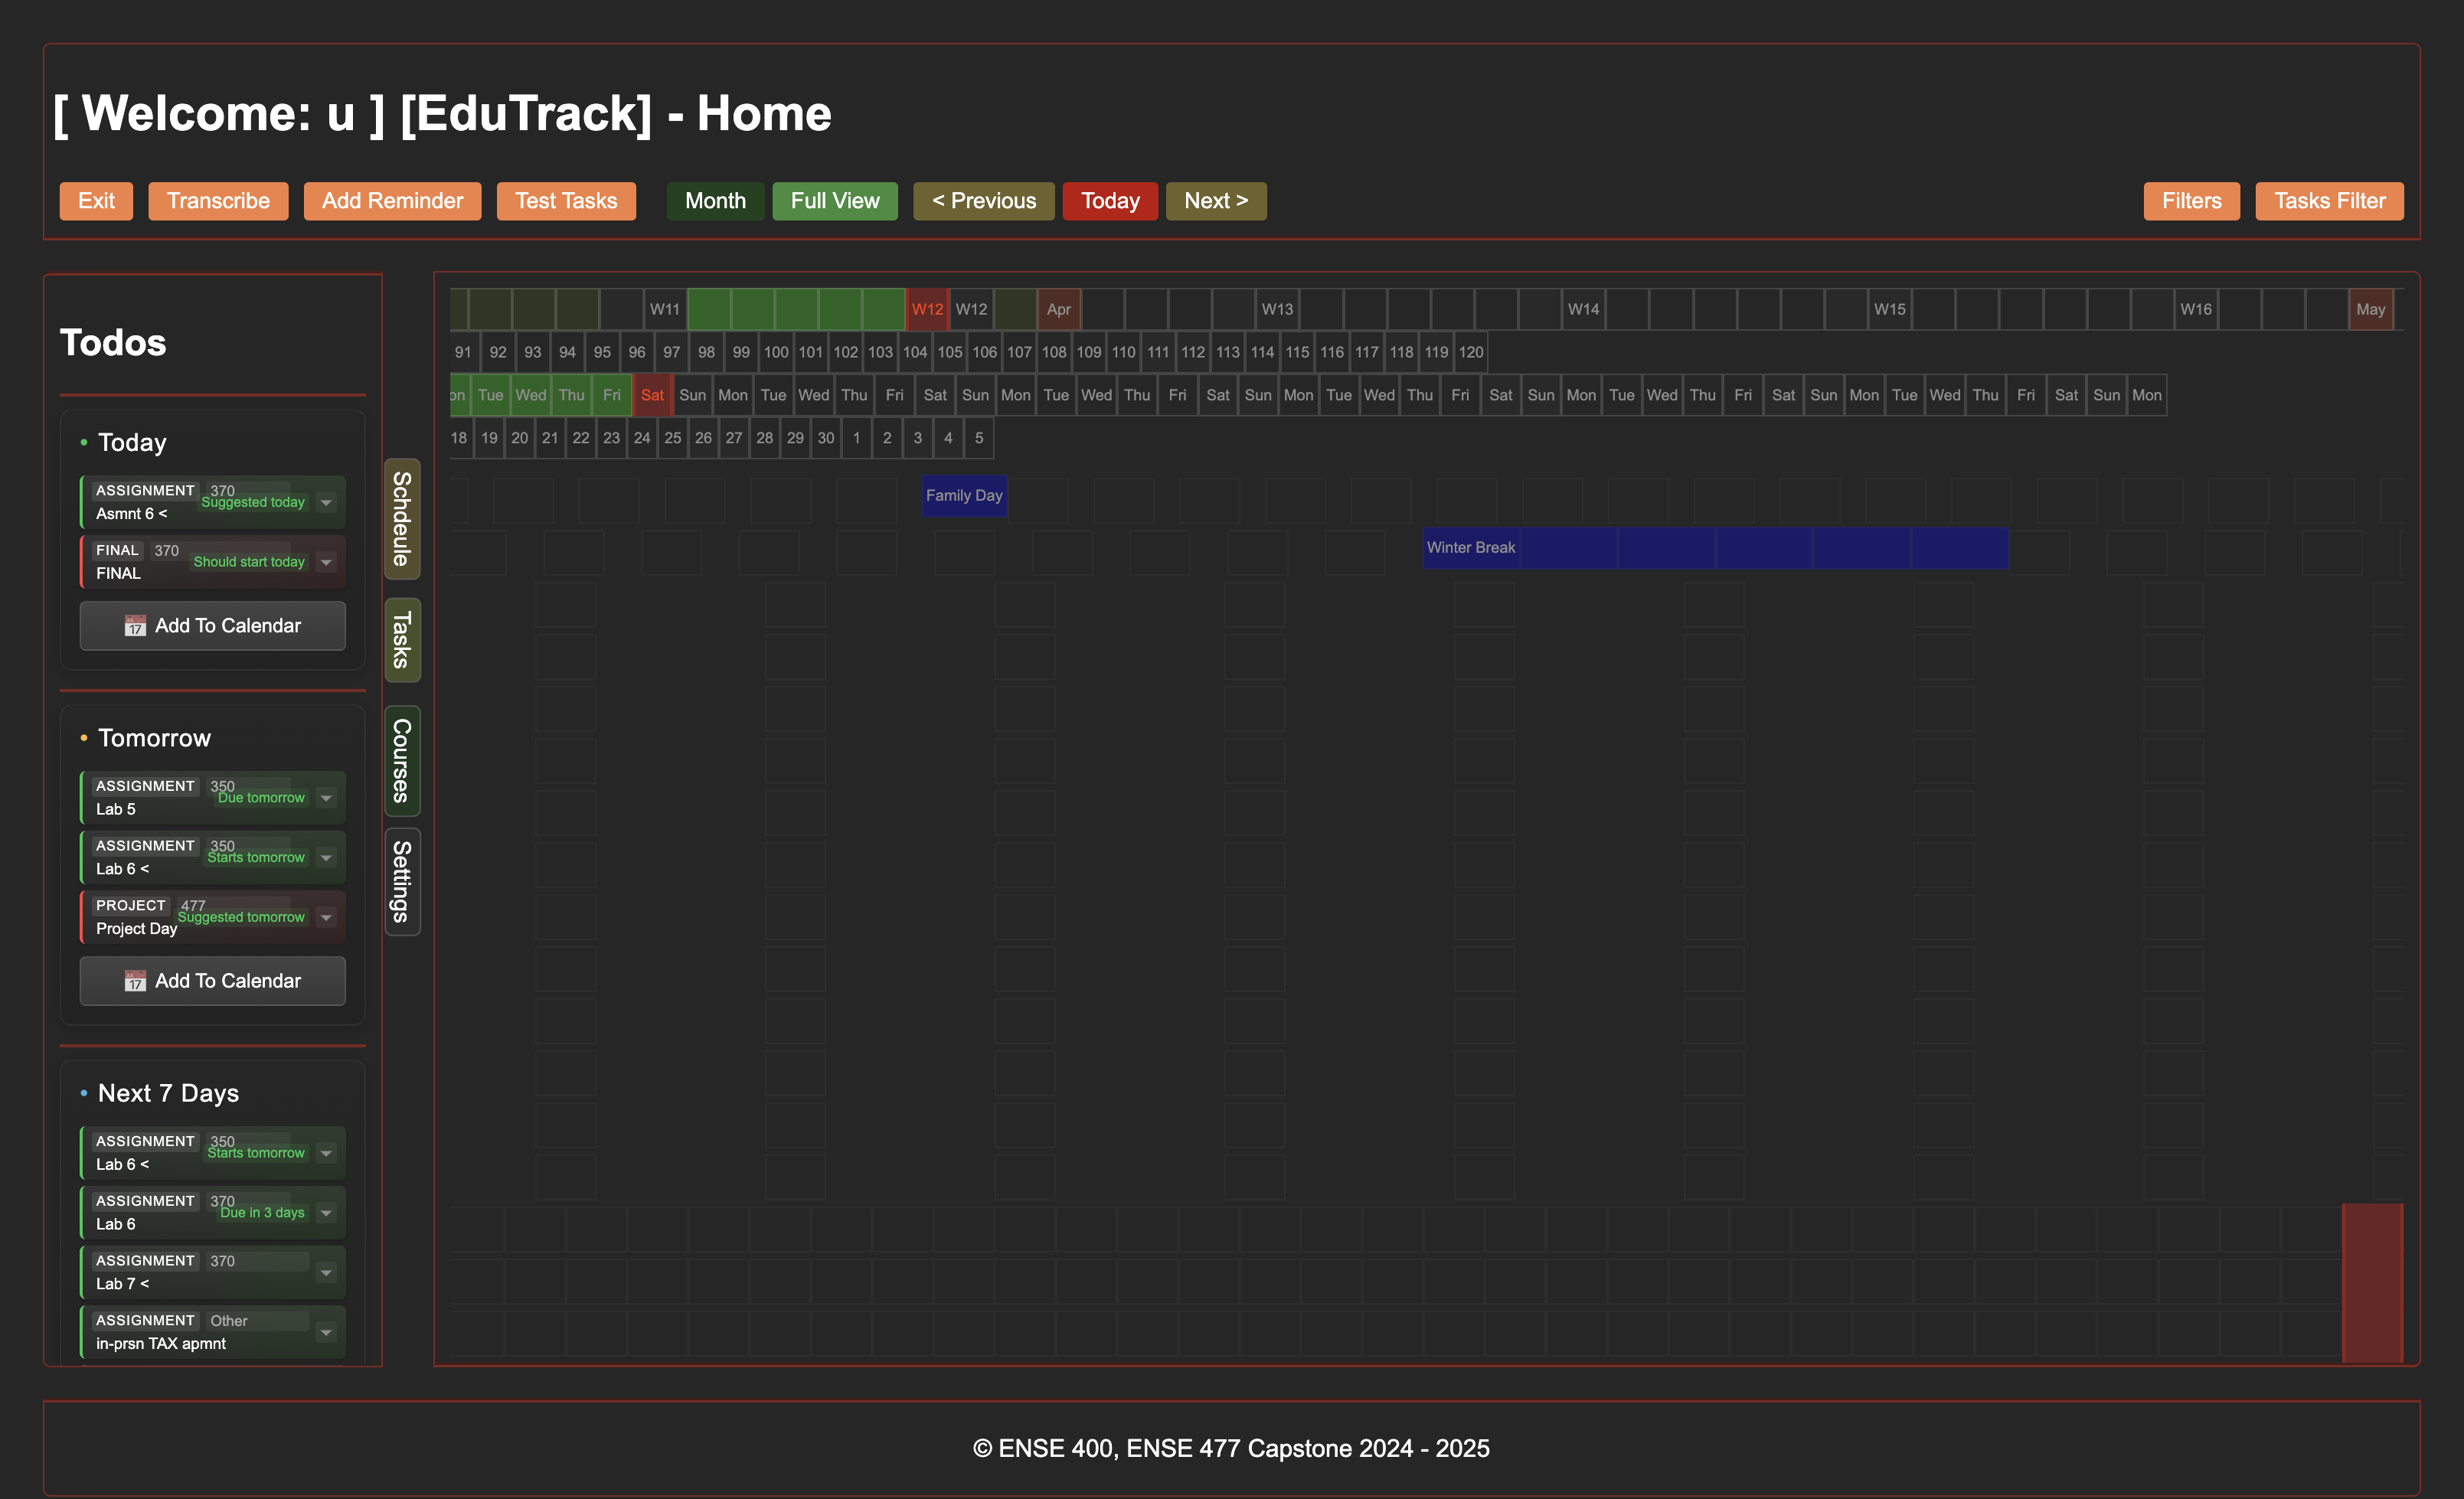 [ Welcome: u ] [EduTrack] - Home
Exit Transcribe Add Reminder Test Tasks Month Full View < Previous Today Next > Filters Tasks Filter
Todos
• Today
ASSIGNMENT 370
Suggested today
Asmnt 6 <
FINAL 370
Should start today
FINAL
17 Add To Calendar
• Tomorrow
ASSIGNMENT 350
Due tomorrow
Lab 5
ASSIGNMENT 350
Starts tomorrow
Lab 6 <
PROJECT 477
Suggested tomorrow
Project Day
17 Add To Calendar
• Next 7 Days
ASSIGNMENT 350
Starts tomorrow
Lab 6 <
ASSIGNMENT 370
Due in 3 days
Lab 6
ASSIGNMENT 370
Lab 7 <
ASSIGNMENT Other
in-prsn TAX apmnt
Schdeule
Tasks
Courses
Settings
W11 W12 W12 Apr W13 W14 W15 W16 May
91 92 93 94 95 96 97 98 99 100 101 102 103 104 105 106 107 108 109 110 111 112 113 114 115 116 117 118 119 120
on Tue Wed Thu Fri Sat Sun Mon Tue Wed Thu Fri Sat Sun Mon Tue Wed Thu Fri Sat Sun Mon Tue Wed Thu Fri Sat Sun Mon Tue Wed Thu Fri Sat Sun Mon Tue Wed Thu Fri Sat Sun Mon
18 19 20 21 22 23 24 25 26 27 28 29 30 1 2 3 4 5
Family Day
Winter Break
© ENSE 400, ENSE 477 Capstone 2024 - 2025